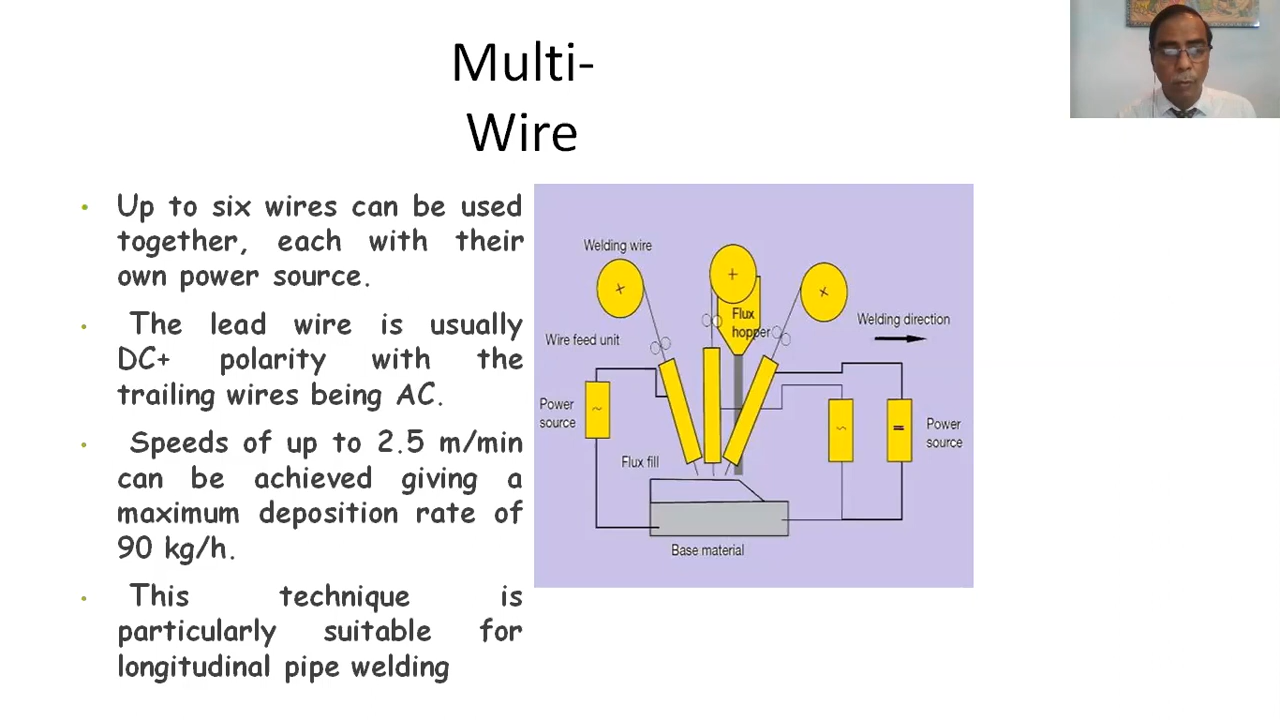 Multi-
Wire
• Up to six wires can be used
together, each with their
own power source.
• The lead wire is usually
DC+ polarity with the
trailing wires being AC.
• Speeds of up to 2.5 m/min
can be achieved giving a
maximum deposition rate of
90 kg/h.
• This technique is
particularly suitable for
longitudinal pipe welding
Welding wire
Flux
hopper
Welding direction
Wire feed unit
Power
source
Power
source
Flux fill
Base material